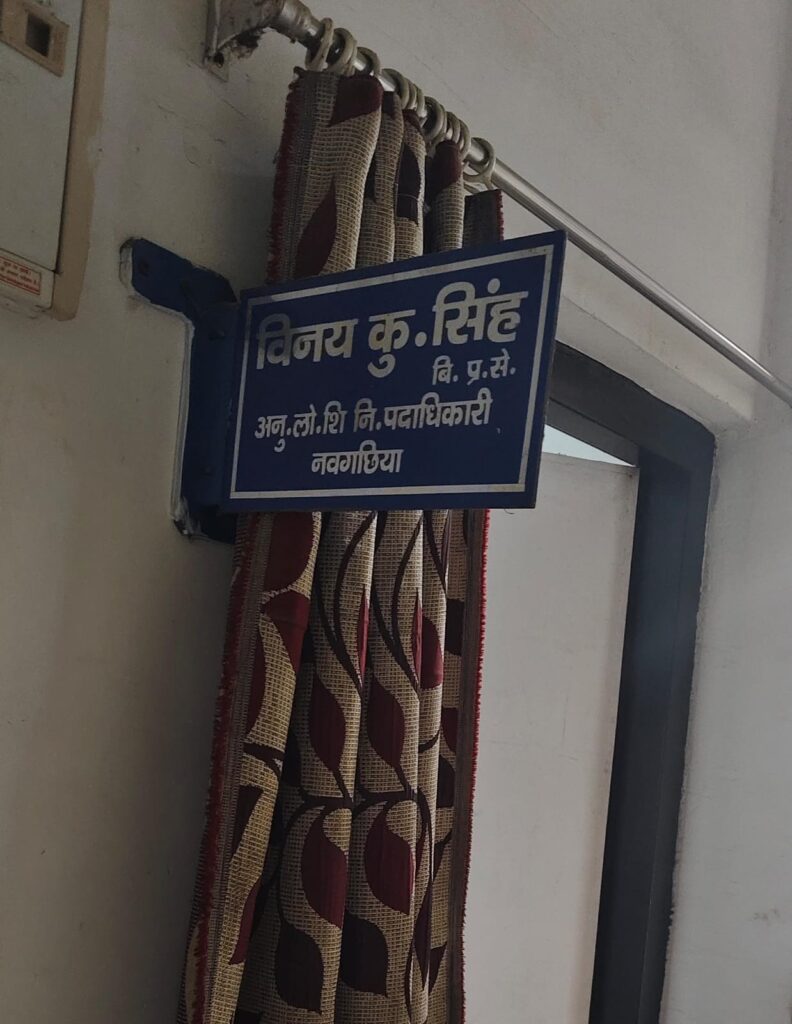 विनय कु.सिंह
बि. प्र.से.
अनु.लो.शि नि.पदाधिकारी
नवगछिया